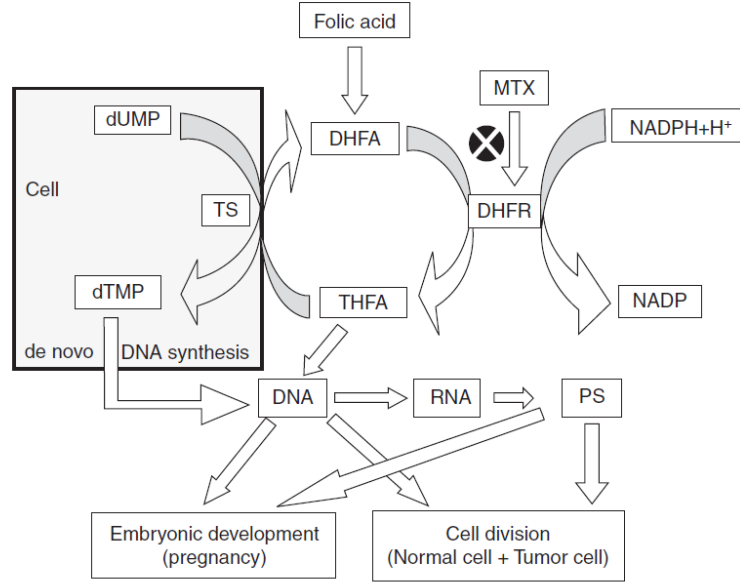 Folic acid
MTX
dUMP
DHFA
NADPH+H⁺
Cell
TS
DHFR
dTMP
THFA
NADP
de novo DNA synthesis
DNA
RNA
PS
Embryonic development
(pregnancy)
Cell division
(Normal cell + Tumor cell)